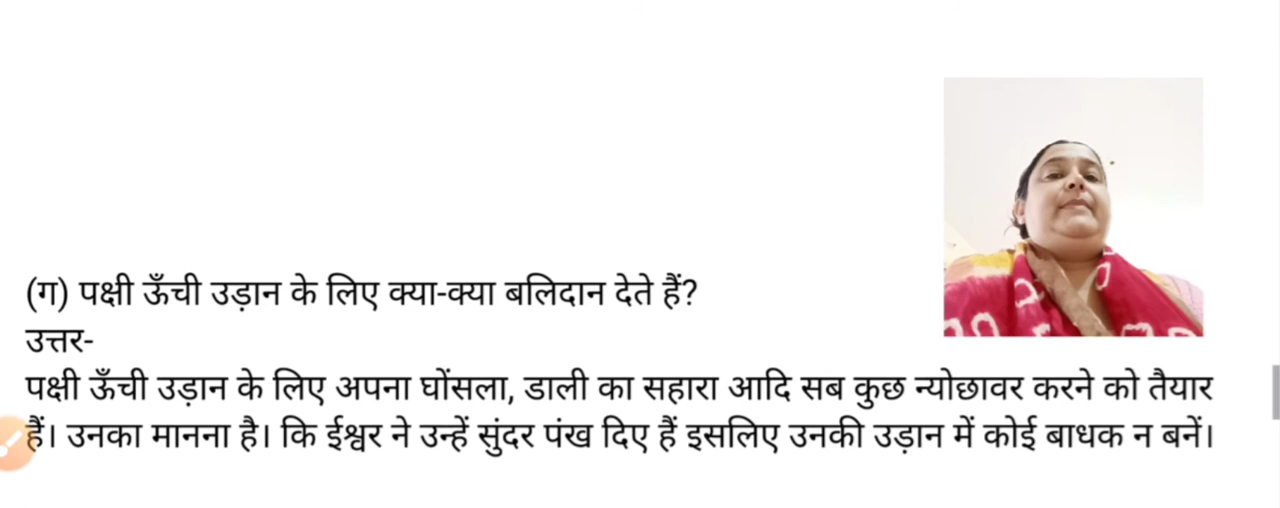 (ग) पक्षी ऊँची उड़ान के लिए क्या-क्या बलिदान देते हैं?
उत्तर-
पक्षी ऊँची उड़ान के लिए अपना घोंसला, डाली का सहारा आदि सब कुछ न्योछावर करने को तैयार
हैं। उनका मानना है। कि ईश्वर ने उन्हें सुंदर पंख दिए हैं इसलिए उनकी उड़ान में कोई बाधक न बनें।